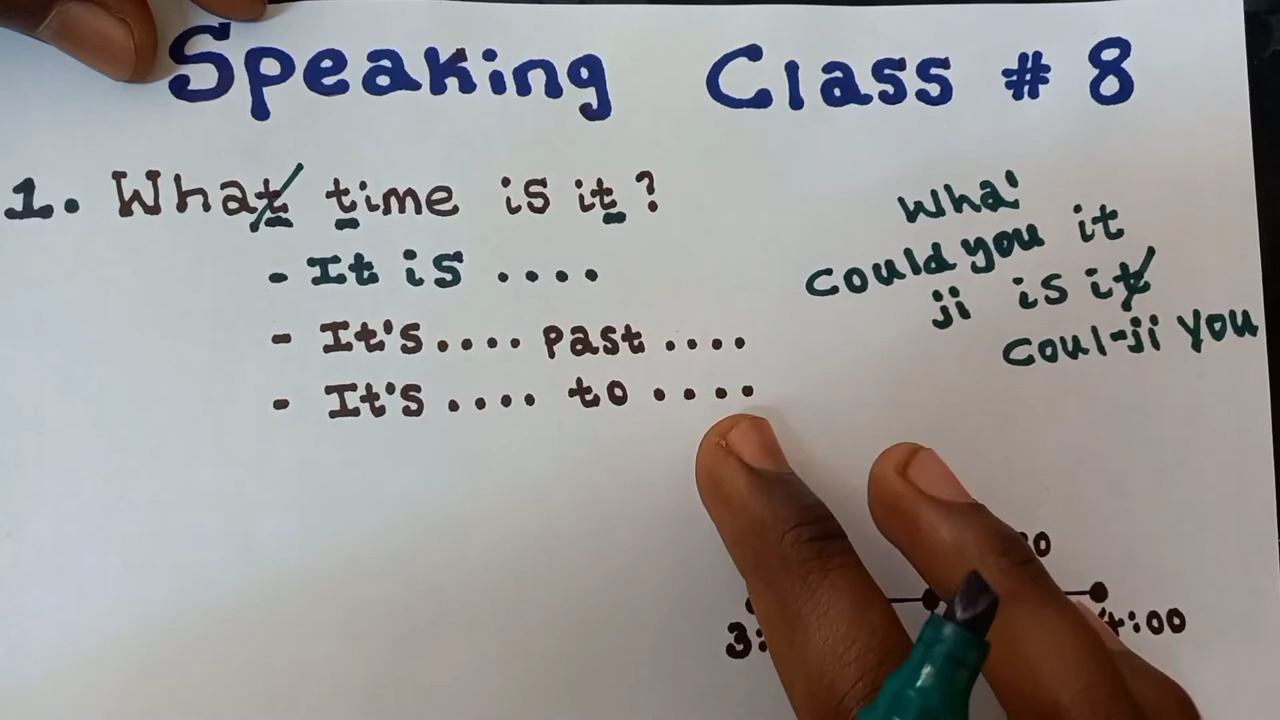 Speaking Class # 8
1. What time is it?
- It is ....
- It's .... past ....
- It's .... to ....
Wha'
could you it
ji is it
coul-ji you
4:00